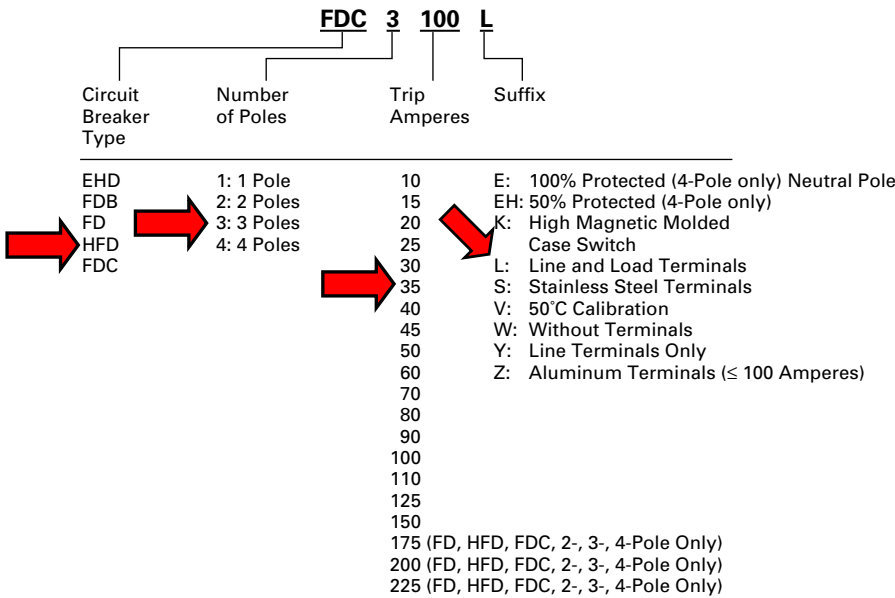 FDC 3 100 L
Circuit Breaker Type
Number of Poles
Trip Amperes
Suffix
EHD
FDB
FD
HFD
FDC
1: 1 Pole
2: 2 Poles
3: 3 Poles
4: 4 Poles
10
15
20
25
30
35
40
45
50
60
70
80
90
100
110
125
150
175 (FD, HFD, FDC, 2-, 3-, 4-Pole Only)
200 (FD, HFD, FDC, 2-, 3-, 4-Pole Only)
225 (FD, HFD, FDC, 2-, 3-, 4-Pole Only)
E: 100% Protected (4-Pole only) Neutral Pole
EH: 50% Protected (4-Pole only)
K: High Magnetic Molded
Case Switch
L: Line and Load Terminals
S: Stainless Steel Terminals
V: 50°C Calibration
W: Without Terminals
Y: Line Terminals Only
Z: Aluminum Terminals (≤ 100 Amperes)